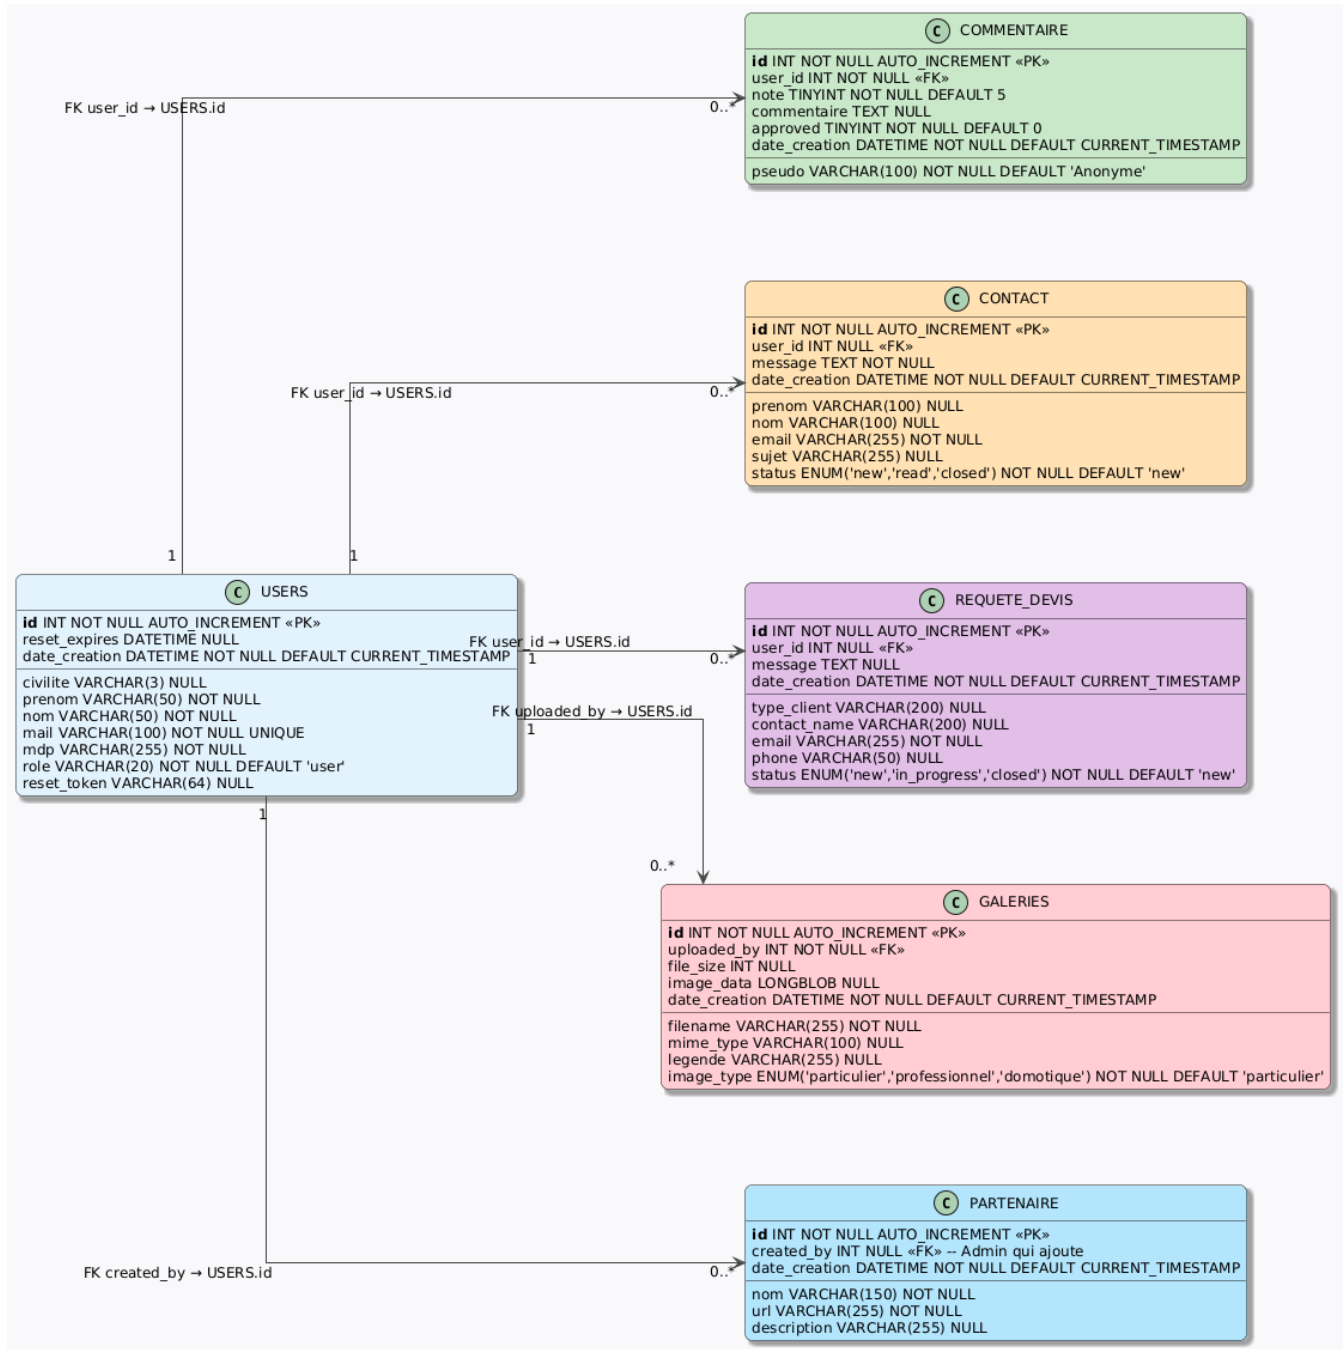 C COMMENTAIRE
id INT NOT NULL AUTO_INCREMENT «PK»
user_id INT NOT NULL «FK»
note TINYINT NOT NULL DEFAULT 5
commentaire TEXT NULL
approved TINYINT NOT NULL DEFAULT 0
date_creation DATETIME NOT NULL DEFAULT CURRENT_TIMESTAMP
pseudo VARCHAR(100) NOT NULL DEFAULT 'Anonyme'
FK user_id → USERS.id
0..*
1
C CONTACT
id INT NOT NULL AUTO_INCREMENT «PK»
user_id INT NULL «FK»
message TEXT NOT NULL
date_creation DATETIME NOT NULL DEFAULT CURRENT_TIMESTAMP
prenom VARCHAR(100) NULL
nom VARCHAR(100) NULL
email VARCHAR(255) NOT NULL
sujet VARCHAR(255) NULL
status ENUM('new','read','closed') NOT NULL DEFAULT 'new'
FK user_id → USERS.id
0..*
1
C USERS
id INT NOT NULL AUTO_INCREMENT «PK»
reset_expires DATETIME NULL
date_creation DATETIME NOT NULL DEFAULT CURRENT_TIMESTAMP
civilite VARCHAR(3) NULL
prenom VARCHAR(50) NOT NULL
nom VARCHAR(50) NOT NULL
mail VARCHAR(100) NOT NULL UNIQUE
mdp VARCHAR(255) NOT NULL
role VARCHAR(20) NOT NULL DEFAULT 'user'
reset_token VARCHAR(64) NULL
FK user_id → USERS.id
1
0..*
C REQUETE_DEVIS
id INT NOT NULL AUTO_INCREMENT «PK»
user_id INT NULL «FK»
message TEXT NULL
date_creation DATETIME NOT NULL DEFAULT CURRENT_TIMESTAMP
type_client VARCHAR(200) NULL
contact_name VARCHAR(200) NULL
email VARCHAR(255) NOT NULL
phone VARCHAR(50) NULL
status ENUM('new','in_progress','closed') NOT NULL DEFAULT 'new'
FK uploaded_by → USERS.id
1
0..*
C GALERIES
id INT NOT NULL AUTO_INCREMENT «PK»
uploaded_by INT NOT NULL «FK»
file_size INT NULL
image_data LONGBLOB NULL
date_creation DATETIME NOT NULL DEFAULT CURRENT_TIMESTAMP
filename VARCHAR(255) NOT NULL
mime_type VARCHAR(100) NULL
legende VARCHAR(255) NULL
image_type ENUM('particulier','professionnel','domotique') NOT NULL DEFAULT 'particulier'
1
FK created_by → USERS.id
0..*
C PARTENAIRE
id INT NOT NULL AUTO_INCREMENT «PK»
created_by INT NULL «FK» -- Admin qui ajoute
date_creation DATETIME NOT NULL DEFAULT CURRENT_TIMESTAMP
nom VARCHAR(150) NOT NULL
url VARCHAR(255) NOT NULL
description VARCHAR(255) NULL